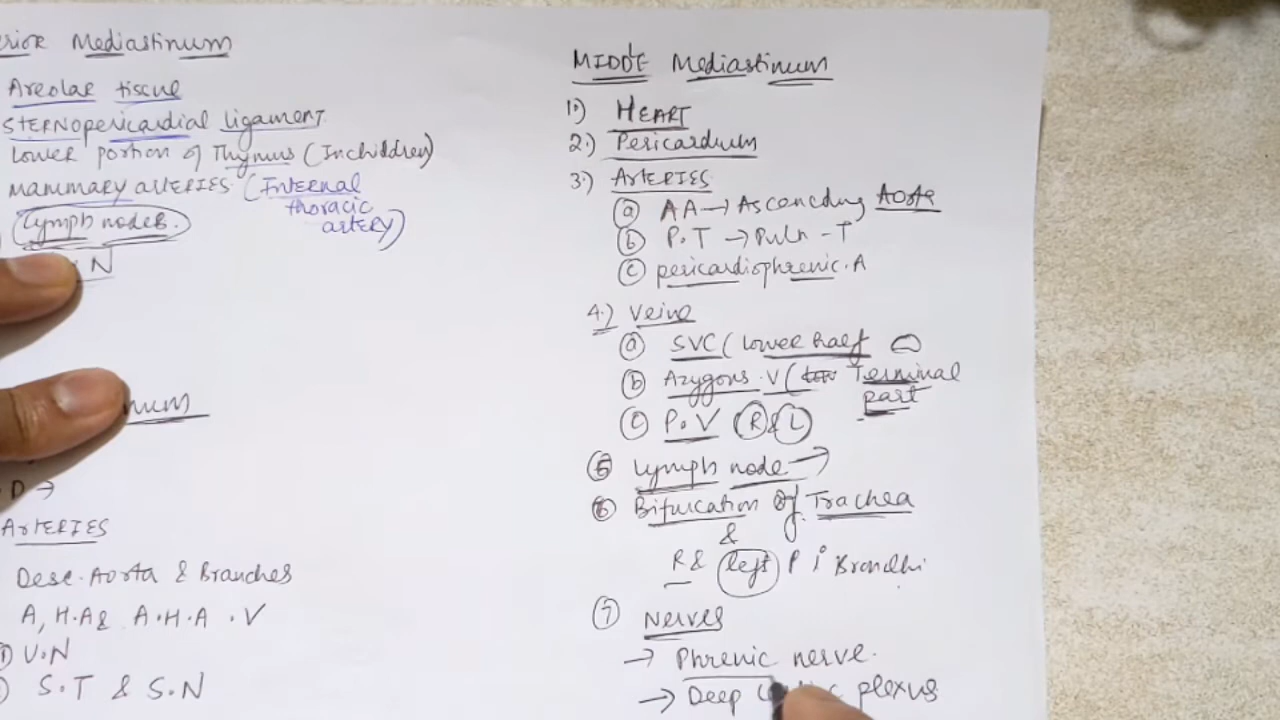 rior Mediastinum
Areolar tissue
STERNOpericardial ligament
Lower portion of Thymus (Inchildren)
mammary arteries (Internal
thoracic
artery)
Lymph nodes.
N
num
D →
ARTERIES
Desc. Aorta & Branches
A, H.A& A.H.A .V
V.N
S.T & S.N
MIDDLE Mediastinum
1.) HEART
2.) Pericardium
3.) ARTERIES
a AA → Ascending Aorta
b P.T → Pulm - T
c pericardiophrenic.A
4.) Veins
a SVC (Lower half
b Azygous.V ( Terminal
part
c P.V R & L
5 Lymph node →
6 Bifurcation of Trachea
&
R& left P i Bronchi
7 Nerves
→ Phrenic nerve.
→ Deep plexus